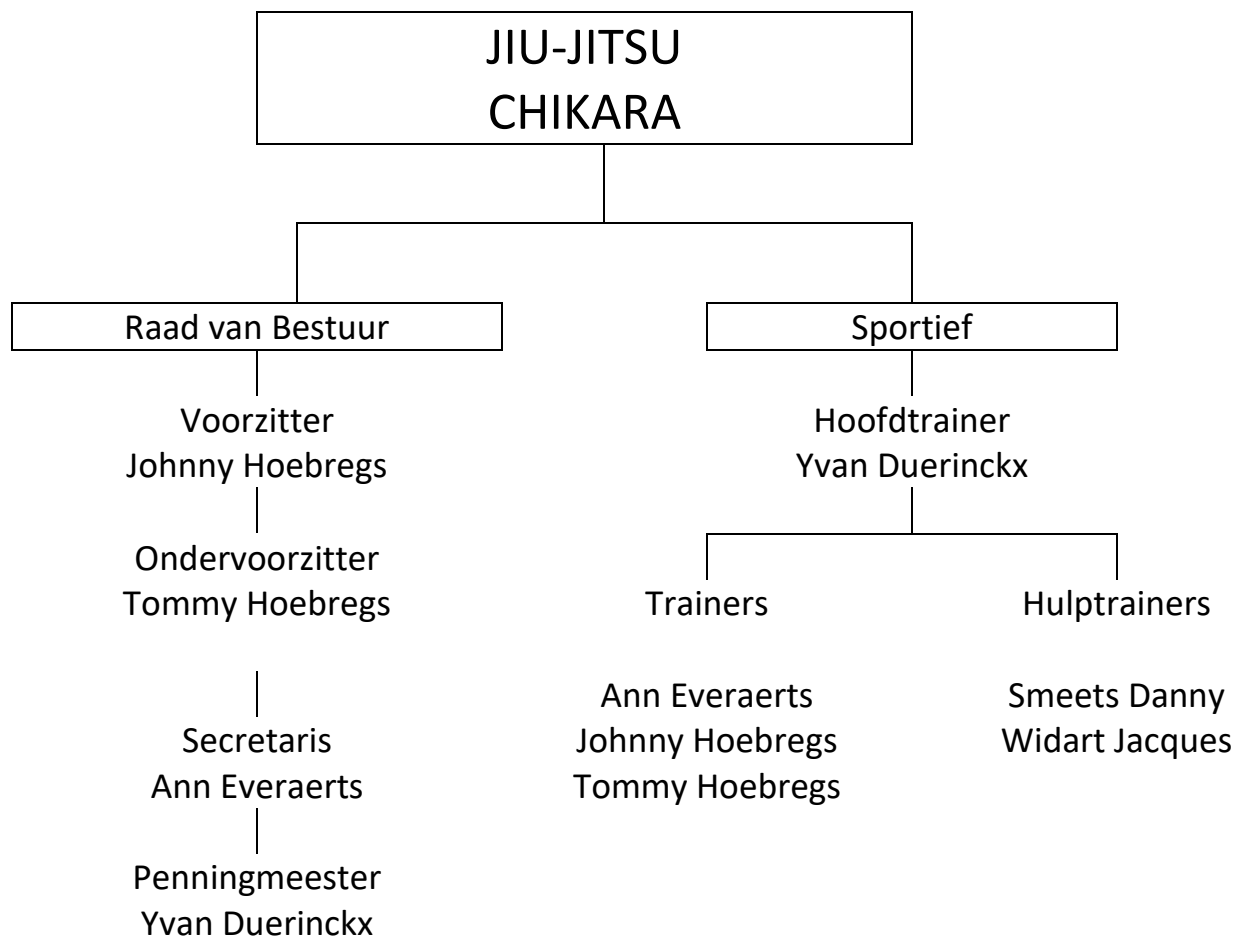 JIU-JITSU
CHIKARA
Raad van Bestuur
Voorzitter
Johnny Hoebregs
Ondervoorzitter
Tommy Hoebregs
Secretaris
Ann Everaerts
Penningmeester
Yvan Duerinckx
Sportief
Hoofdtrainer
Yvan Duerinckx
Trainers
Ann Everaerts
Johnny Hoebregs
Tommy Hoebregs
Hulptrainers
Smeets Danny
Widart Jacques